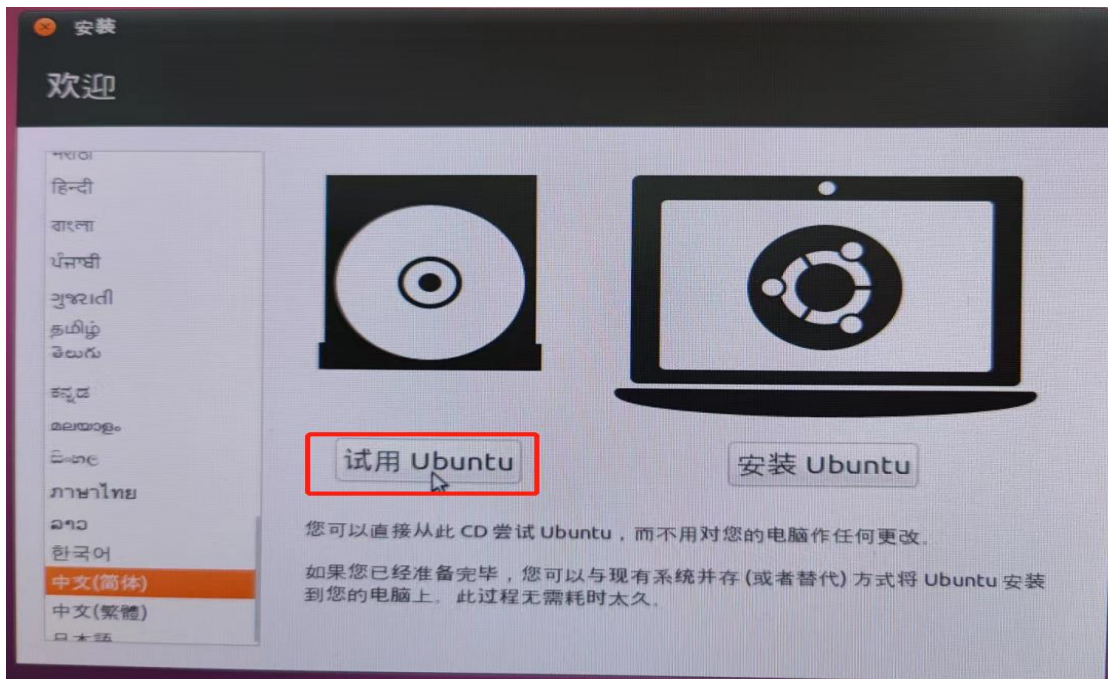 安装
欢迎
हिन्दी
বাংলা
ਪੰਜਾਬੀ
ગુજરાતી
தமிழ்
తెలుగు
ಕನ್ನಡ
മലയാളം
සිංහල
ภาษาไทย
ລາວ
한국어
中文(简体)
中文(繁體)
日本語
试用 Ubuntu
安装 Ubuntu
您可以直接从此 CD 尝试 Ubuntu，而不用对您的电脑作任何更改.
如果您已经准备完毕，您可以与现有系统并存 (或者替代) 方式将 Ubuntu 安装
到您的电脑上. 此过程无需耗时太久.